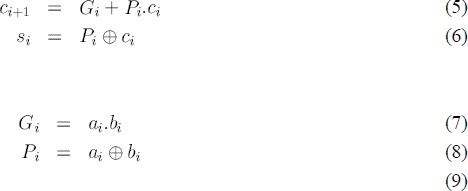 c_{i+1} = G_i + P_i.c_i (5)
s_i = P_i ⊕ c_i (6)
G_i = a_i.b_i (7)
P_i = a_i ⊕ b_i (8)
(9)